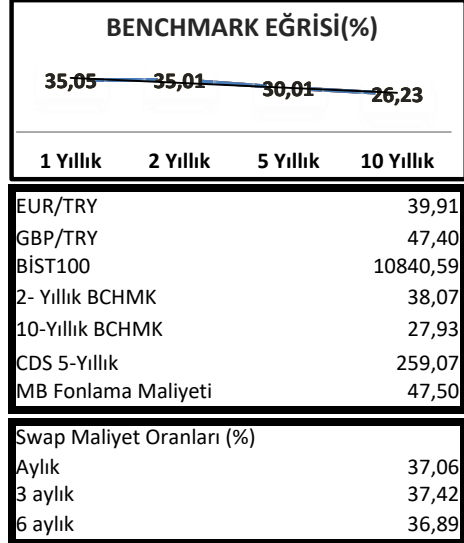 BENCHMARK EĞRİSİ(%)
35,05 35,01 30,01 26,23
1 Yıllık 2 Yıllık 5 Yıllık 10 Yıllık
EUR/TRY 39,91
GBP/TRY 47,40
BİST100 10840,59
2- Yıllık BCHMK 38,07
10-Yıllık BCHMK 27,93
CDS 5-Yıllık 259,07
MB Fonlama Maliyeti 47,50
Swap Maliyet Oranları (%)
Aylık 37,06
3 aylık 37,42
6 aylık 36,89